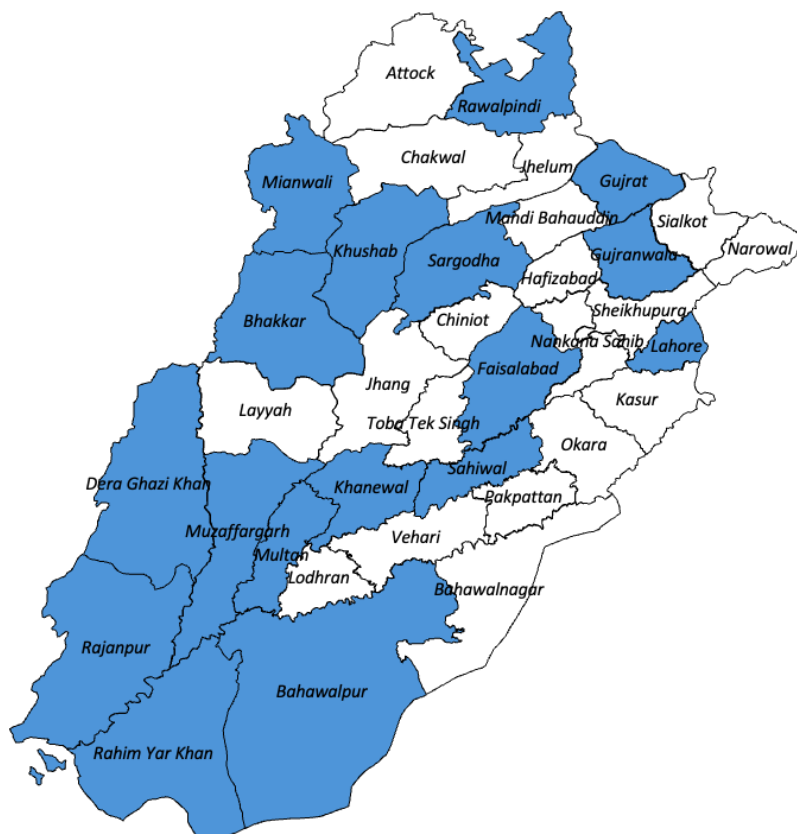 Attock
Rawalpindi
Chakwal
Jhelum
Mianwali
Gujrat
Mandi Bahauddin
Sialkot
Khushab
Gujranwala
Narowal
Sargodha
Hafizabad
Sheikhupura
Bhakkar
Chiniot
Nankana Sahib
Lahore
Faisalabad
Jhang
Kasur
Layyah
Toba Tek Singh
Okara
Sahiwal
Dera Ghazi Khan
Khanewal
Pakpattan
Muzaffargarh
Vehari
Multan
Lodhran
Bahawalnagar
Rajanpur
Bahawalpur
Rahim Yar Khan